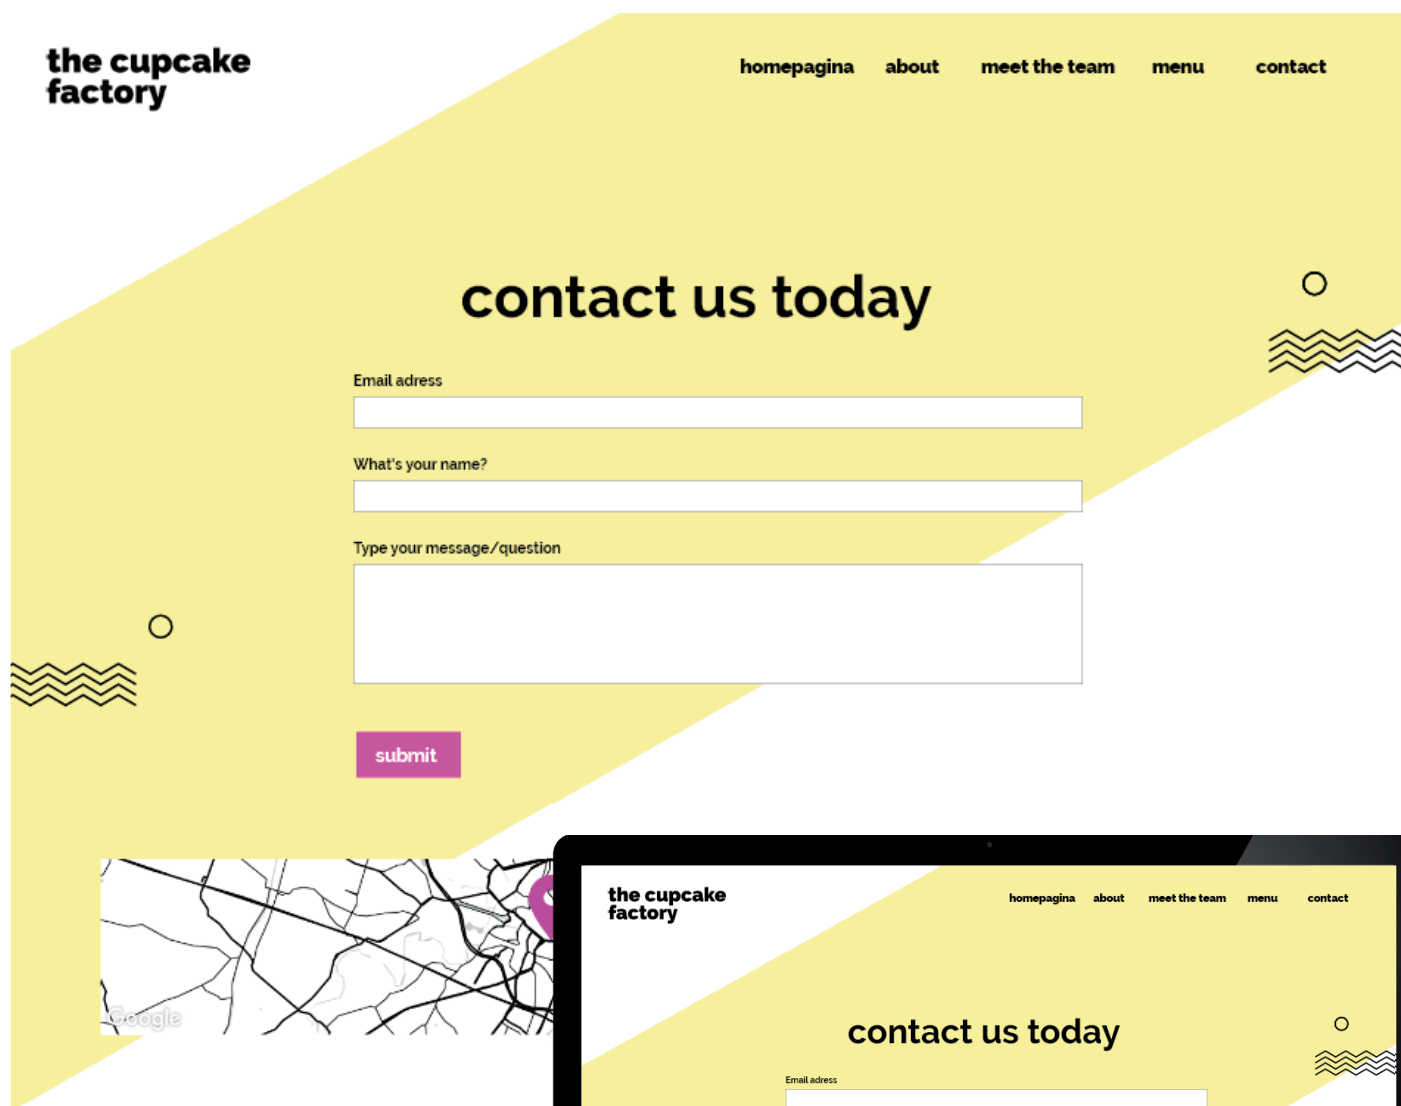 the cupcake
factory
homepagina about meet the team menu contact
contact us today
Email adress
What's your name?
Type your message/question
submit
Google
the cupcake
factory
homepagina about meet the team menu contact
contact us today
Email adress